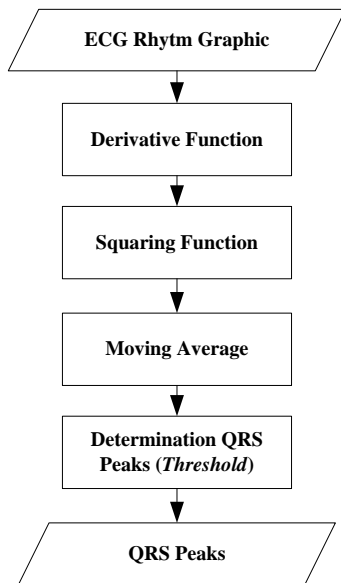 ECG Rhytm Graphic
Derivative Function
Squaring Function
Moving Average
Determination QRS
Peaks (Threshold)
QRS Peaks